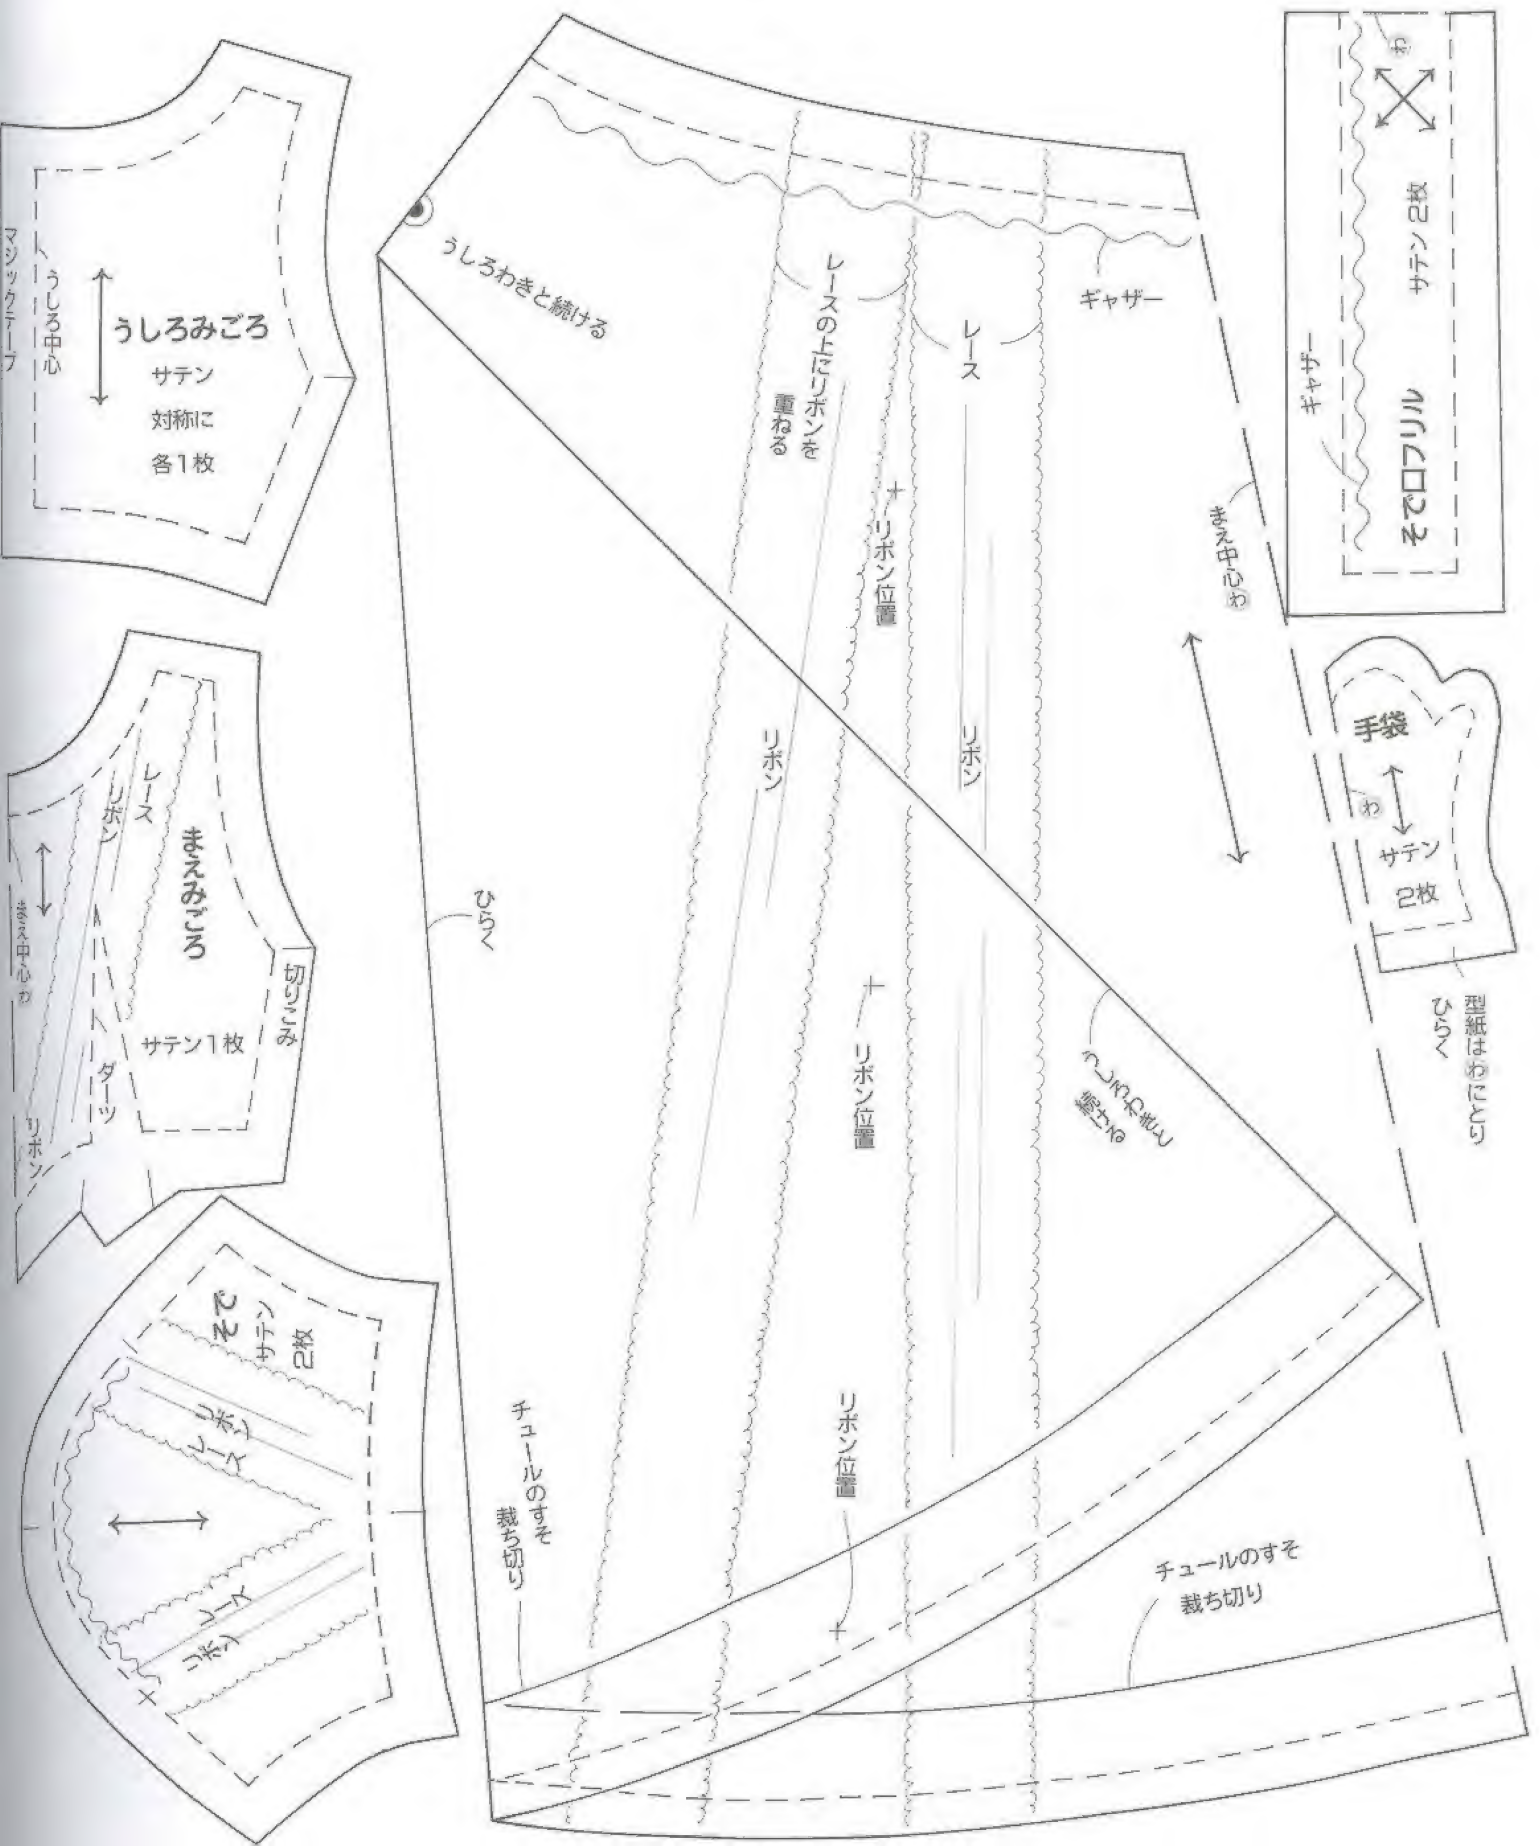 マジックテープ
うしろ中心
うしろみごろ
サテン
対称に
各1枚
レース
リボン
まえみごろ
まえ中心わ
切りこみ
サテン1枚
ダーツ
リボン
そで
サテン
2枚
リボン
レース
レース
リボン
うしろわきと続ける
レースの上にリボンを
重ねる
レース
ギャザー
リボン位置
まえ中心わ
リボン
リボン
ひらく
リボン位置
うしろわきと
続ける
リボン位置
チュールのすそ
裁ち切り
チュールのすそ
裁ち切り
わ
サテン 2枚
そで口フリル
ギャザー
手袋
わ
サテン
2枚
型紙はわにとり
ひらく